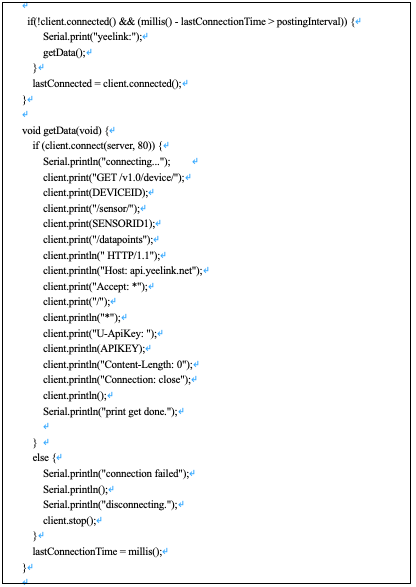 if(!client.connected() && (millis() - lastConnectionTime > postingInterval)) {
Serial.print("yeelink:");
getData();
}
lastConnected = client.connected();
}
void getData(void) {
if (client.connect(server, 80)) {
Serial.println("connecting...");
client.print("GET /v1.0/device/");
client.print(DEVICEID);
client.print("/sensor/");
client.print(SENSORID1);
client.print("/datapoints");
client.println(" HTTP/1.1");
client.println("Host: api.yeelink.net");
client.print("Accept: *");
client.print("/");
client.println("*");
client.print("U-ApiKey: ");
client.println(APIKEY);
client.println("Content-Length: 0");
client.println("Connection: close");
client.println();
Serial.println("print get done.");
}
else {
Serial.println("connection failed");
Serial.println();
Serial.println("disconnecting.");
client.stop();
}
lastConnectionTime = millis();
}